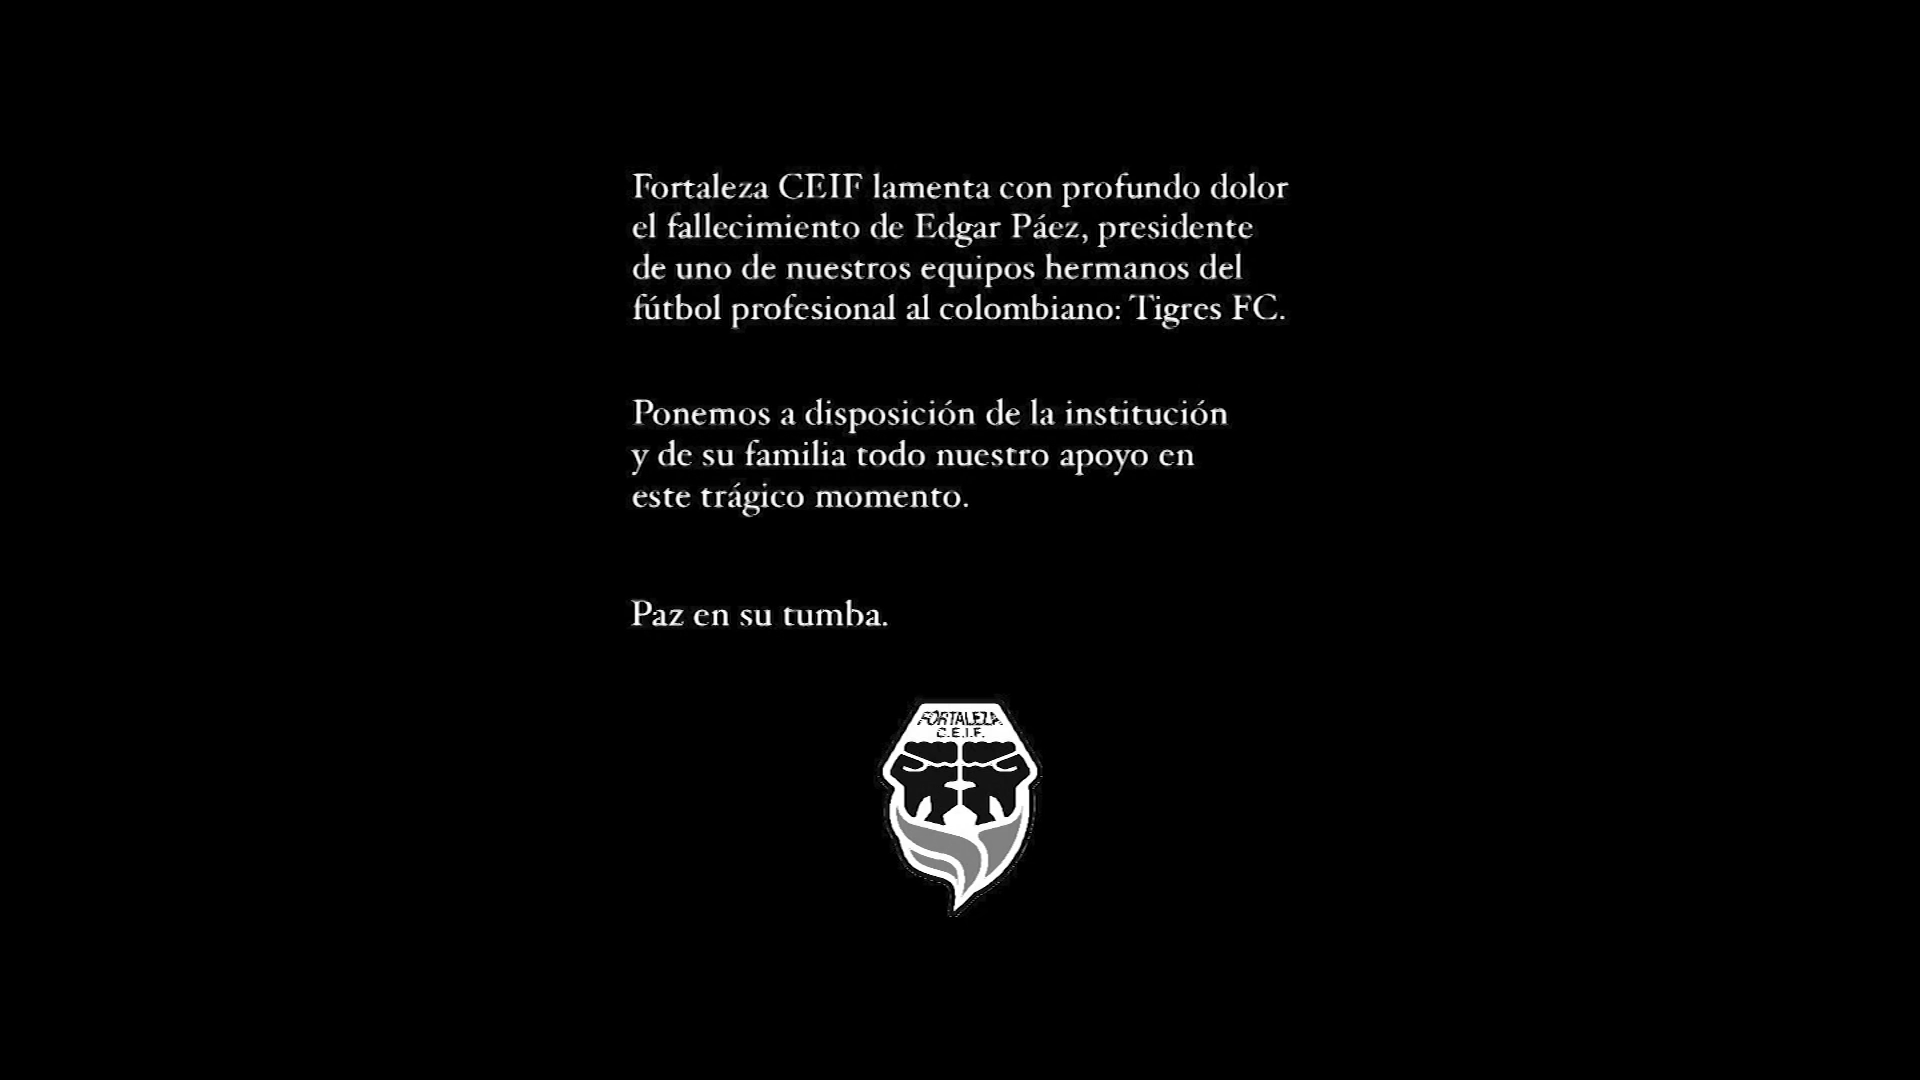 Fortaleza CEIF lamenta con profundo dolor
el fallecimiento de Edgar Páez, presidente
de uno de nuestros equipos hermanos del
fútbol profesional al colombiano: Tigres FC.
Ponemos a disposición de la institución
y de su familia todo nuestro apoyo en
este trágico momento.
Paz en su tumba.
FORTALEZA
C.E.I.F.